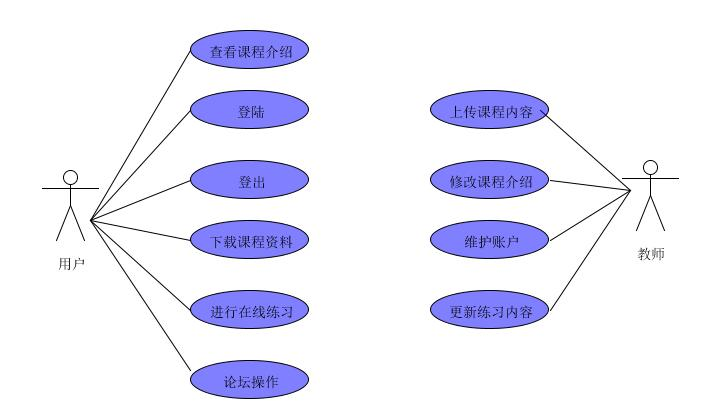 查看课程介绍
登陆
登出
下载课程资料
进行在线练习
论坛操作
用户
上传课程内容
修改课程介绍
维护账户
更新练习内容
教师